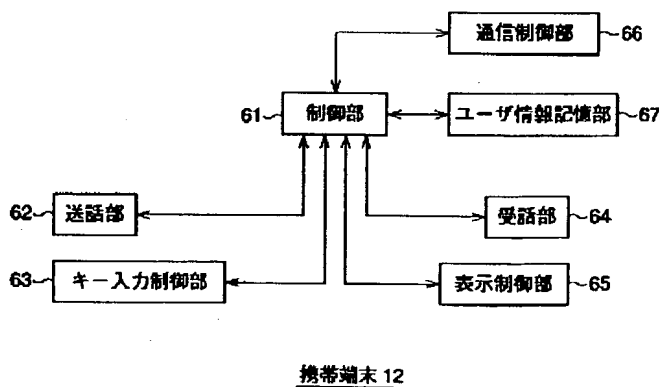 通信制御部 66
61 制御部
ユーザ情報記憶部 67
62 送話部
受話部 64
63 キー入力制御部
表示制御部 65
携帯端末 12